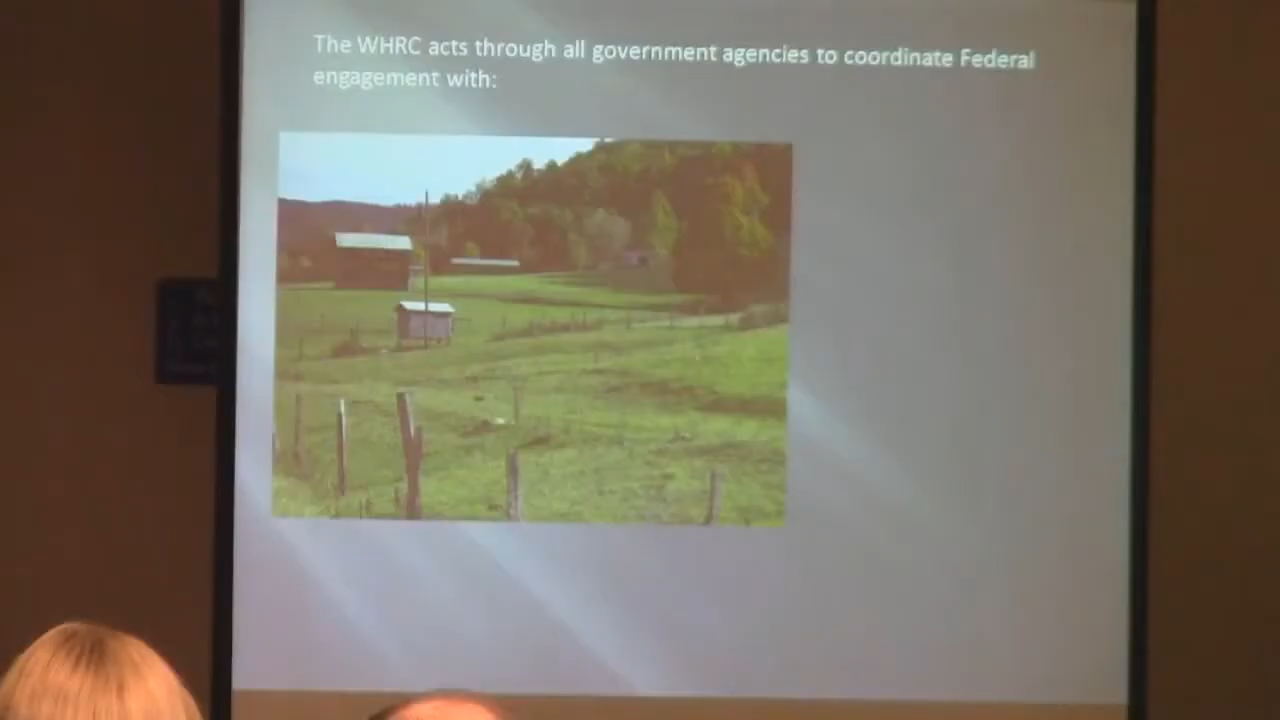 The WHRC acts through all government agencies to coordinate Federal
engagement with: